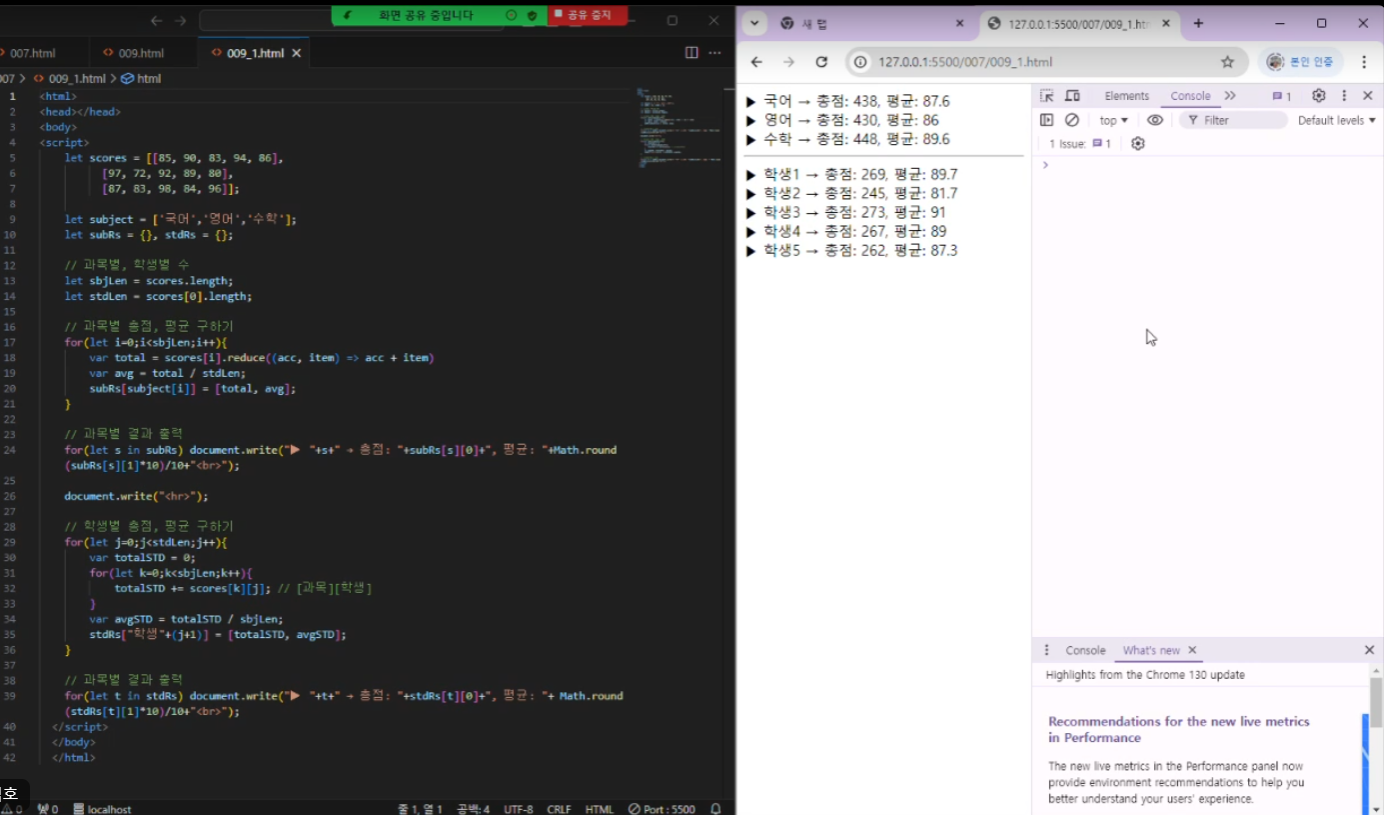 화면 공유 중입니다
공유 중지
007.html
009.html
009_1.html
007 > 009_1.html > html
1 <html>
2 <head></head>
3 <body>
4 <script>
5 let scores = [[85, 90, 83, 94, 86],
6 [97, 72, 92, 89, 80],
7 [87, 83, 98, 84, 96]];
8
9 let subject = ['국어','영어','수학'];
10 let subRs = {}, stdRs = {};
11
12 // 과목별, 학생별 수
13 let sbjLen = scores.length;
14 let stdLen = scores[0].length;
15
16 // 과목별 총점, 평균 구하기
17 for(let i=0;i<sbjLen;i++){
18 var total = scores[i].reduce((acc, item) => acc + item)
19 var avg = total / stdLen;
20 subRs[subject[i]] = [total, avg];
21 }
22
23 // 과목별 결과 출력
24 for(let s in subRs) document.write("▶ "+s+" → 총점: "+subRs[s][0]+", 평균: "+Math.round
(subRs[s][1]*10)/10+"<br>");
25
26 document.write("<hr>");
27
28 // 학생별 총점, 평균 구하기
29 for(let j=0;j<stdLen;j++){
30 var totalSTD = 0;
31 for(let k=0;k<sbjLen;k++){
32 totalSTD += scores[k][j]; // [과목][학생]
33 }
34 var avgSTD = totalSTD / sbjLen;
35 stdRs["학생"+(j+1)] = [totalSTD, avgSTD];
36 }
37
38 // 과목별 결과 출력
39 for(let t in stdRs) document.write("▶ "+t+" → 총점: "+stdRs[t][0]+", 평균: "+ Math.round
(stdRs[t][1]*10)/10+"<br>");
40 </script>
41 </body>
42 </html>
호
0 0 localhost 줄 1, 열 1 공백: 4 UTF-8 CRLF HTML Port : 5500
새 탭
127.0.0.1:5500/007/009_1.ht
127.0.0.1:5500/007/009_1.html
본인 인증
▶ 국어 → 총점: 438, 평균: 87.6
▶ 영어 → 총점: 430, 평균: 86
▶ 수학 → 총점: 448, 평균: 89.6
▶ 학생1 → 총점: 269, 평균: 89.7
▶ 학생2 → 총점: 245, 평균: 81.7
▶ 학생3 → 총점: 273, 평균: 91
▶ 학생4 → 총점: 267, 평균: 89
▶ 학생5 → 총점: 262, 평균: 87.3
Elements Console 1
top Filter Default levels
1 Issue: 1
Console What's new
Highlights from the Chrome 130 update
Recommendations for the new live metrics
in Performance
The new live metrics in the Performance panel now
provide environment recommendations to help you
better understand your users' experience.